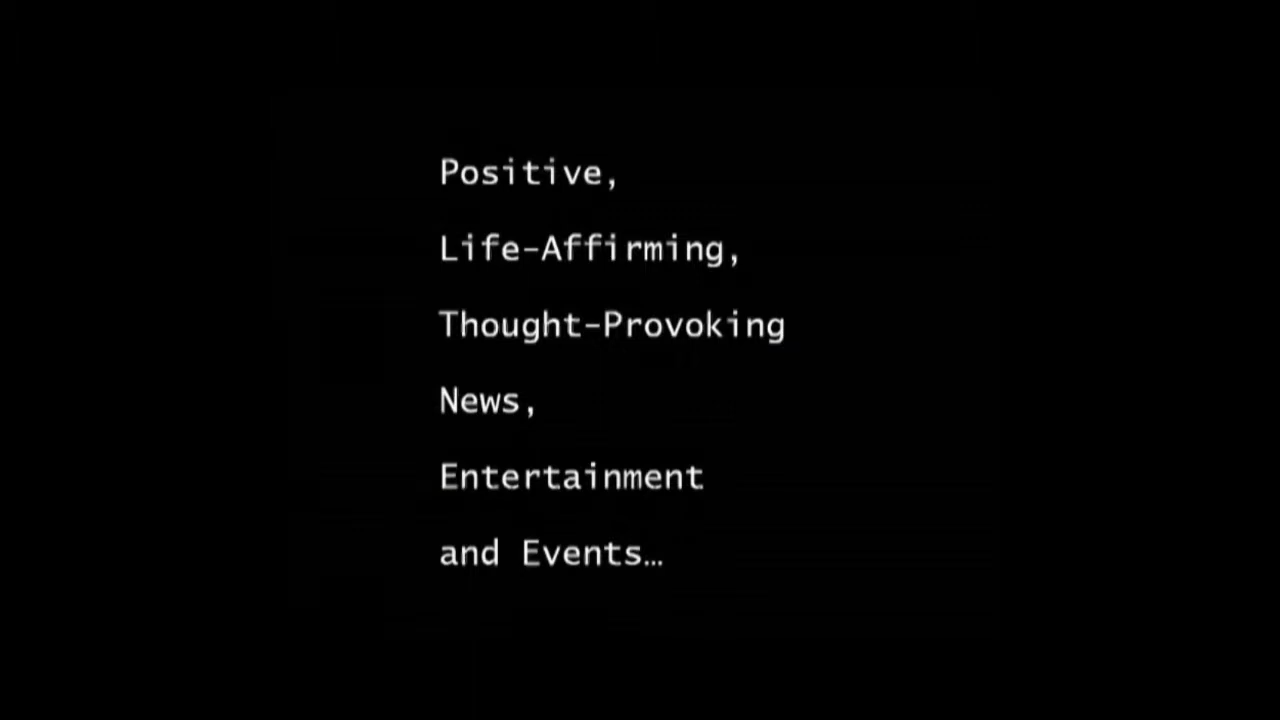 Positive,
Life-Affirming,
Thought-Provoking
News,
Entertainment
and Events…